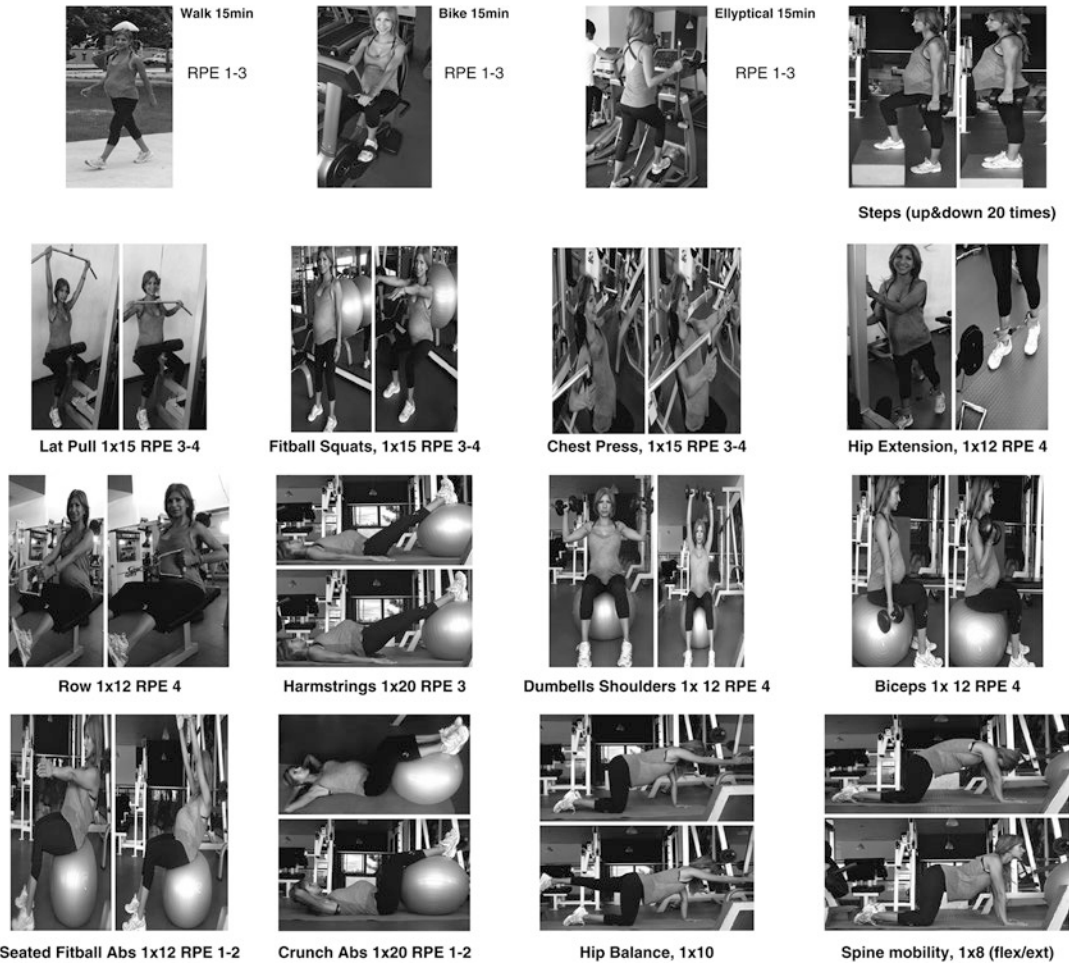 Walk 15min
RPE 1-3
Bike 15min
RPE 1-3
Ellyptical 15min
RPE 1-3
Steps (up&down 20 times)
Lat Pull 1x15 RPE 3-4
Fitball Squats, 1x15 RPE 3-4
Chest Press, 1x15 RPE 3-4
Hip Extension, 1x12 RPE 4
Row 1x12 RPE 4
Harmstrings 1x20 RPE 3
Dumbells Shoulders 1x 12 RPE 4
Biceps 1x 12 RPE 4
Seated Fitball Abs 1x12 RPE 1-2
Crunch Abs 1x20 RPE 1-2
Hip Balance, 1x10
Spine mobility, 1x8 (flex/ext)